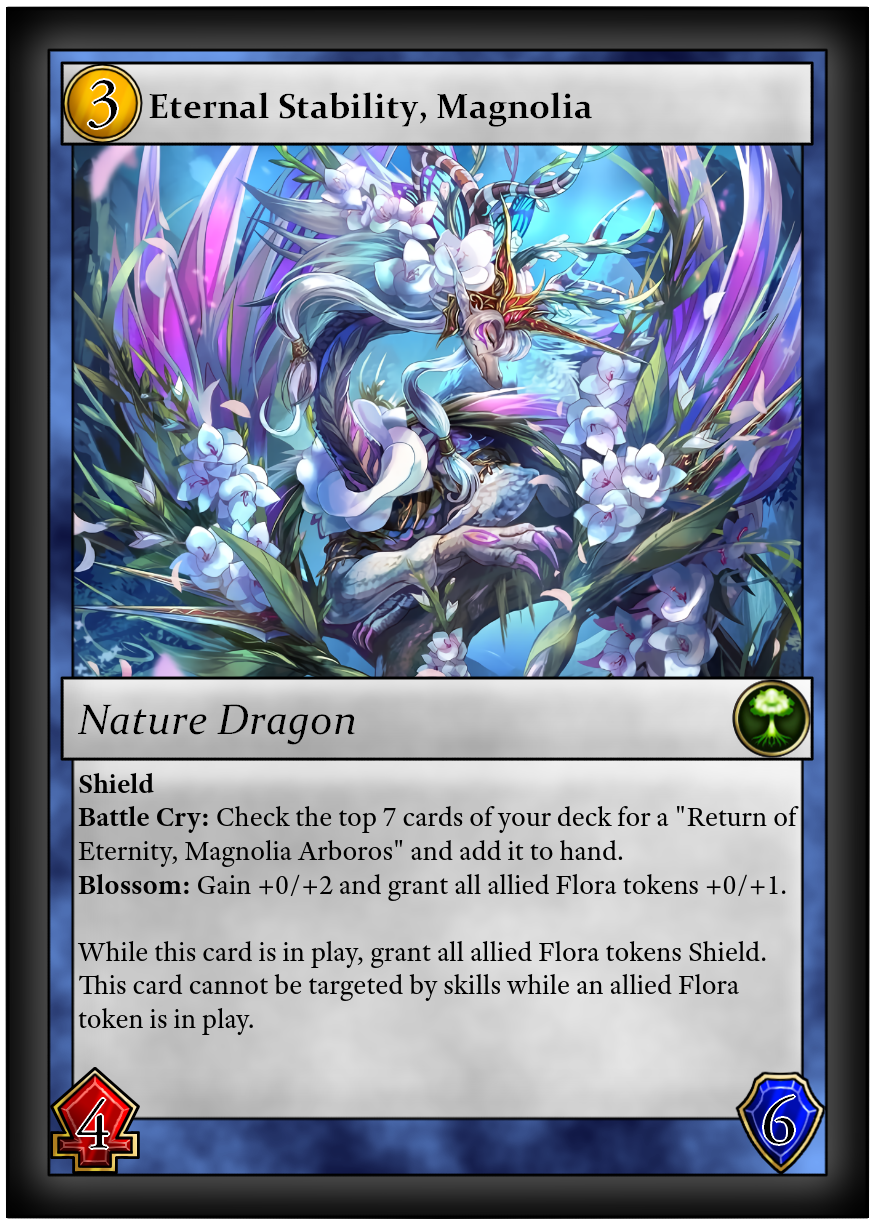 3
Eternal Stability, Magnolia
Nature Dragon
Shield
Battle Cry: Check the top 7 cards of your deck for a "Return of
Eternity, Magnolia Arboros" and add it to hand.
Blossom: Gain +0/+2 and grant all allied Flora tokens +0/+1.
While this card is in play, grant all allied Flora tokens Shield.
This card cannot be targeted by skills while an allied Flora
token is in play.
4
6